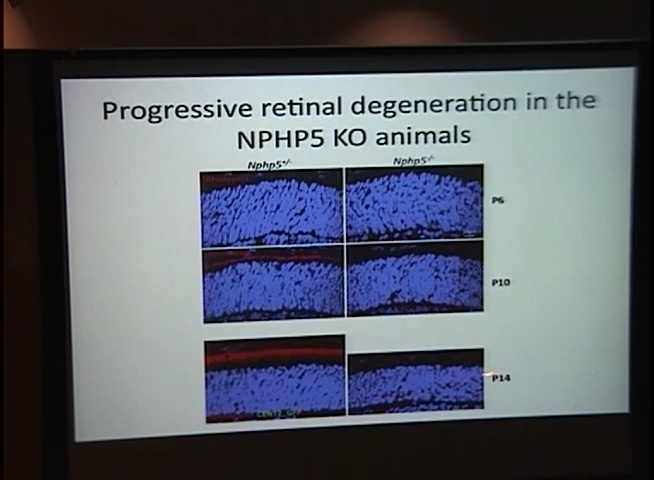 Progressive retinal degeneration in the
NPHP5 KO animals
Nphp5+/- Nphp5-/-
P6
P10
P14